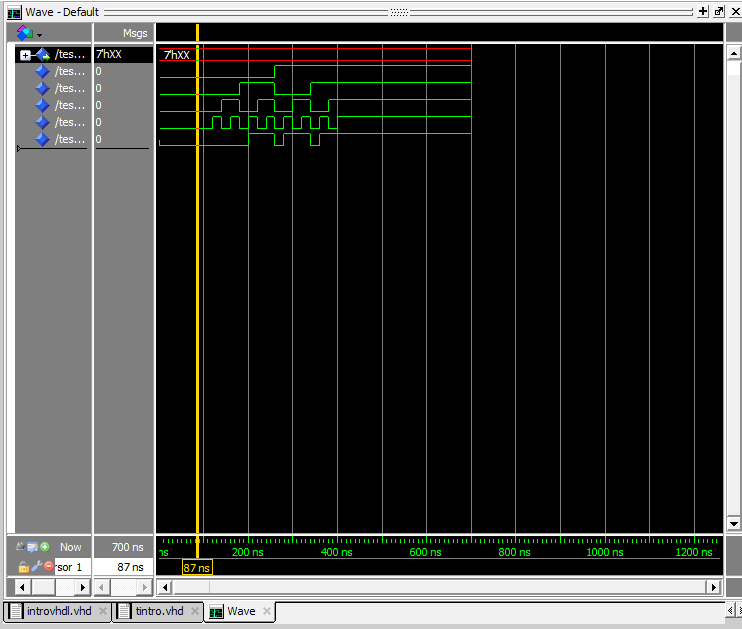 Wave - Default
Msgs
/tes... 7'hXX 7'hXX
/tes... 0
/tes... 0
/tes... 0
/tes... 0
/tes... 0
Now 700 ns ns 200 ns 400 ns 600 ns 800 ns 1000 ns 1200 ns
rsor 1 87 ns 87 ns
introvhdl.vhd tintro.vhd Wave